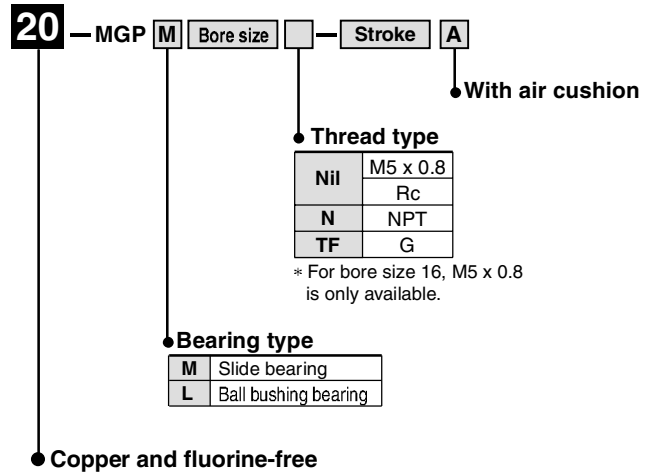 20 – MGP M Bore size – Stroke A
With air cushion
Thread type
Nil M5 x 0.8
Rc
N NPT
TF G
* For bore size 16, M5 x 0.8
is only available.
Bearing type
M Slide bearing
L Ball bushing bearing
Copper and fluorine-free